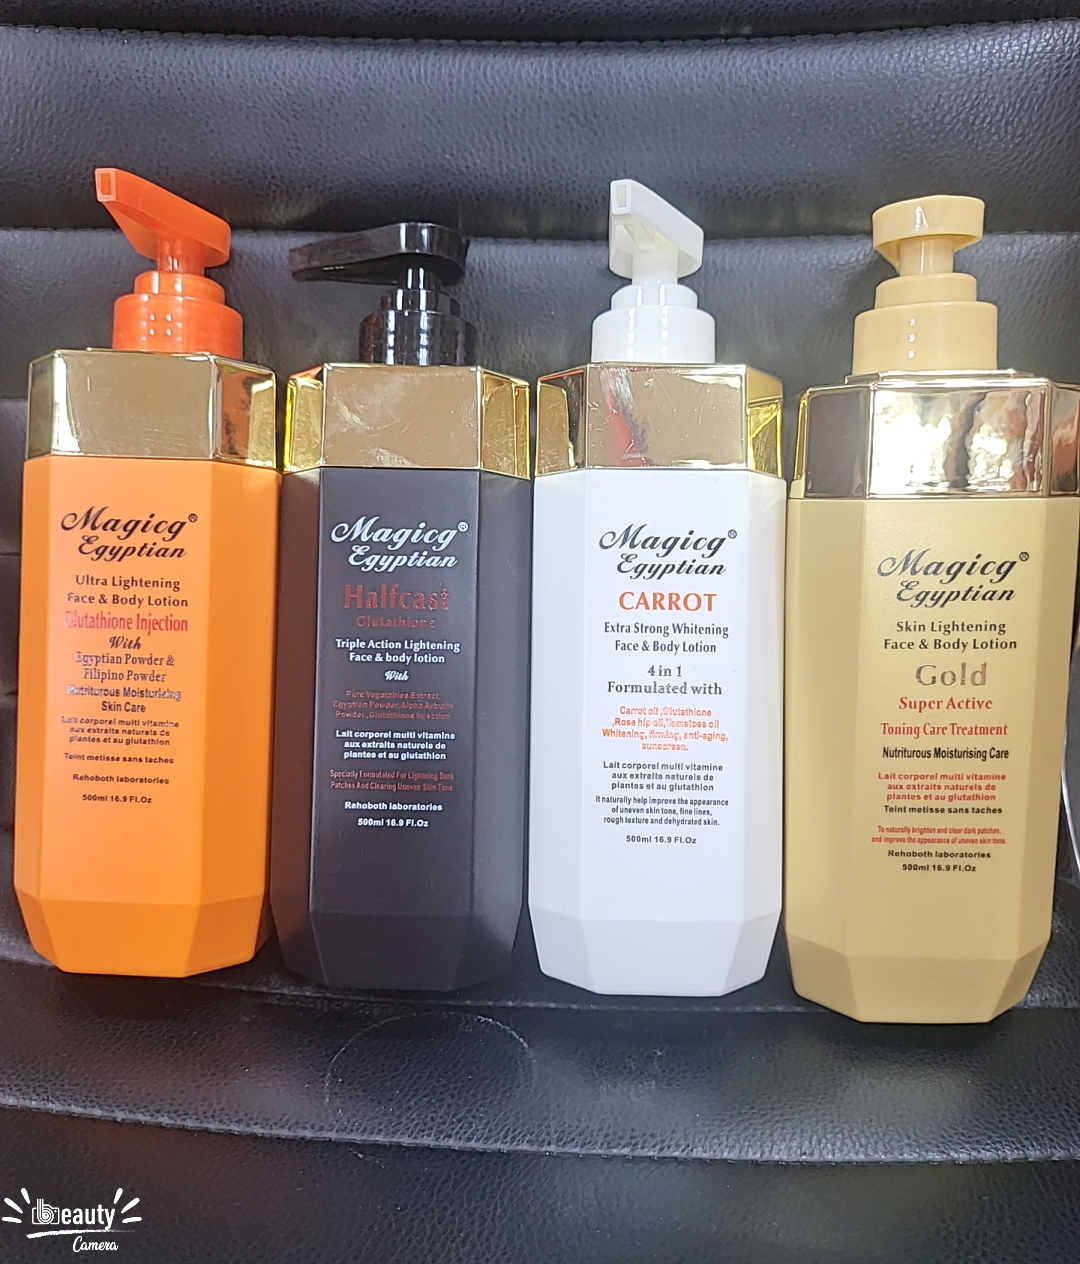 Magicg®
Egyptian
Ultra Lightening
Face & Body Lotion
Glutathione Injection
With
Egyptian Powder &
Filipino Powder
Nutriturous Moisturizing
Skin Care
Lait corporel multi vitamine
aux extraits naturels de
plantes et au glutathion
Teint metisse sans taches
Rehoboth laboratories
500ml 16.9 Fl.Oz
Magicg®
Egyptian
Halfcast
Glutathione
Triple Action Lightening
Face & body lotion
With
Pure Vegatables Extract,
Egyptian Powder,Alpha Arbutin
Powder ,Glutathione Injection
Lait corporel multi vitamine
aux extraits naturels de
plantes et au glutathion
Specially Formulated For Lightning Dark
Patches And Clearing Uneven Skin Tone
Rehoboth laboratories
500ml 16.9 Fl.Oz
Magicg®
Egyptian
CARROT
Extra Strong Whitening
Face & Body Lotion
4 in 1
Formulated with
Carrot oil ,Glutathione
,Rose hip oil,Tomatoes oil
Whitening, firming, anti-aging,
sunscreen.
Lait corporel multi vitamine
aux extraits naturels de
plantes et au glutathion
It naturally help improve the appearance
of uneven skin tone, fine lines,
rough texture and dehydrated skin.
500ml 16.9 Fl.Oz
Magicg®
Egyptian
Skin Lightening
Face & Body Lotion
Gold
Super Active
Toning Care Treatment
Nutriturous Moisturising Care
Lait corporel multi vitamine
aux extraits naturels de
plantes et au glutathion
Teint metisse sans taches
To naturally brighten and clear dark patches,
and improve the appearance of uneven skin tone.
Rehoboth laboratories
500ml 16.9 Fl.Oz
beauty
Camera